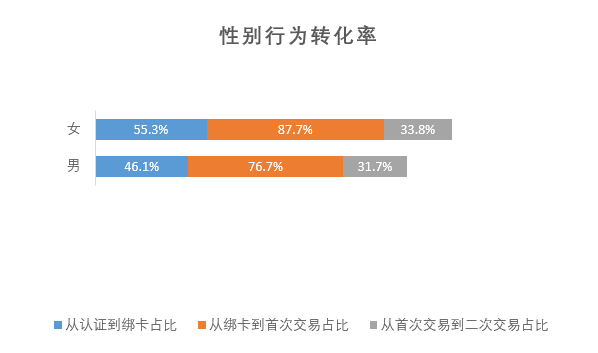 性别行为转化率
女 55.3% 87.7% 33.8%
男 46.1% 76.7% 31.7%
从认证到绑卡占比 从绑卡到首次交易占比 从首次交易到二次交易占比